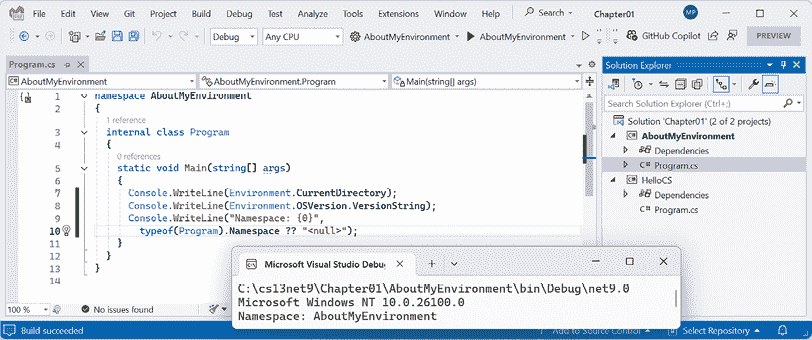 File Edit View Git Project Build Debug Test Analyze Tools Extensions Window Help Search Chapter01 MP
Debug Any CPU AboutMyEnvironment AboutMyEnvironment GitHub Copilot PREVIEW
Program.cs
AboutMyEnvironment AboutMyEnvironment.Program Main(string[] args)
1 namespace AboutMyEnvironment
2 {
1 reference
3 internal class Program
4 {
0 references
5 static void Main(string[] args)
6 {
7 Console.WriteLine(Environment.CurrentDirectory);
8 Console.WriteLine(Environment.OSVersion.VersionString);
9 Console.WriteLine("Namespace: {0}",
10 typeof(Program).Namespace ?? "<null>");
11 }
12 }
13 }
100 % No issues found
Build succeeded
Solution Explorer
Search Solution Explorer (Ctrl+;)
Solution 'Chapter01' (2 of 2 projects)
AboutMyEnvironment
Dependencies
C# Program.cs
HelloCS
Dependencies
C# Program.cs
Microsoft Visual Studio Debug
C:\cs13net9\Chapter01\AboutMyEnvironment\bin\Debug\net9.0
Microsoft Windows NT 10.0.26100.0
Namespace: AboutMyEnvironment
Add to Source Control Select Repository